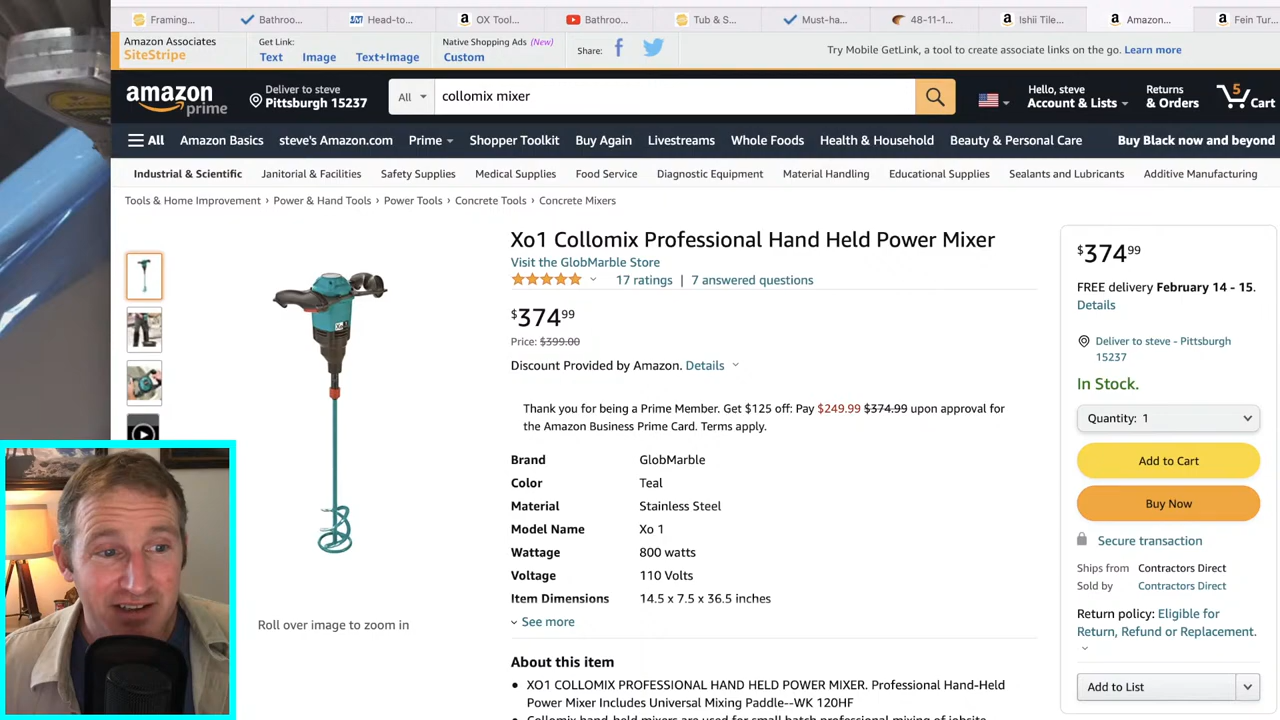 Framing...
Bathroo...
Head-to...
OX Tool...
Bathroo...
Tub & S...
Must-ha...
48-11-1...
Ishii Tile...
Amazon...
Fein Tur
Amazon Associates
SiteStripe
Get Link:
Text
Image
Text+Image
Native Shopping Ads (New)
Custom
Share:
Try Mobile GetLink, a tool to create associate links on the go. Learn more
amazon
prime
Deliver to steve
Pittsburgh 15237
All
collomix mixer
Hello, steve
Account & Lists
Returns
& Orders
5
Cart
All
Amazon Basics
steve's Amazon.com
Prime
Shopper Toolkit
Buy Again
Livestreams
Whole Foods
Health & Household
Beauty & Personal Care
Buy Black now and beyond
Industrial & Scientific
Janitorial & Facilities
Safety Supplies
Medical Supplies
Food Service
Diagnostic Equipment
Material Handling
Educational Supplies
Sealants and Lubricants
Additive Manufacturing
Tools & Home Improvement › Power & Hand Tools › Power Tools › Concrete Tools › Concrete Mixers
Roll over image to zoom in
Xo1 Collomix Professional Hand Held Power Mixer
Visit the GlobMarble Store
17 ratings | 7 answered questions
$374.99
Price: $399.00
Discount Provided by Amazon. Details
Thank you for being a Prime Member. Get $125 off: Pay $249.99 $374.99 upon approval for
the Amazon Business Prime Card. Terms apply.
Brand GlobMarble
Color Teal
Material Stainless Steel
Model Name Xo 1
Wattage 800 watts
Voltage 110 Volts
Item Dimensions 14.5 x 7.5 x 36.5 inches
See more
About this item
• XO1 COLLOMIX PROFESSIONAL HAND HELD POWER MIXER. Professional Hand-Held
Power Mixer Includes Universal Mixing Paddle--WK 120HF
• Collomix hand-held mixers are used for small batch professional mixing of jobsite
$374.99
FREE delivery February 14 - 15.
Details
Deliver to steve - Pittsburgh
15237
In Stock.
Quantity: 1
Add to Cart
Buy Now
Secure transaction
Ships from Contractors Direct
Sold by Contractors Direct
Return policy: Eligible for
Return, Refund or Replacement.
Add to List